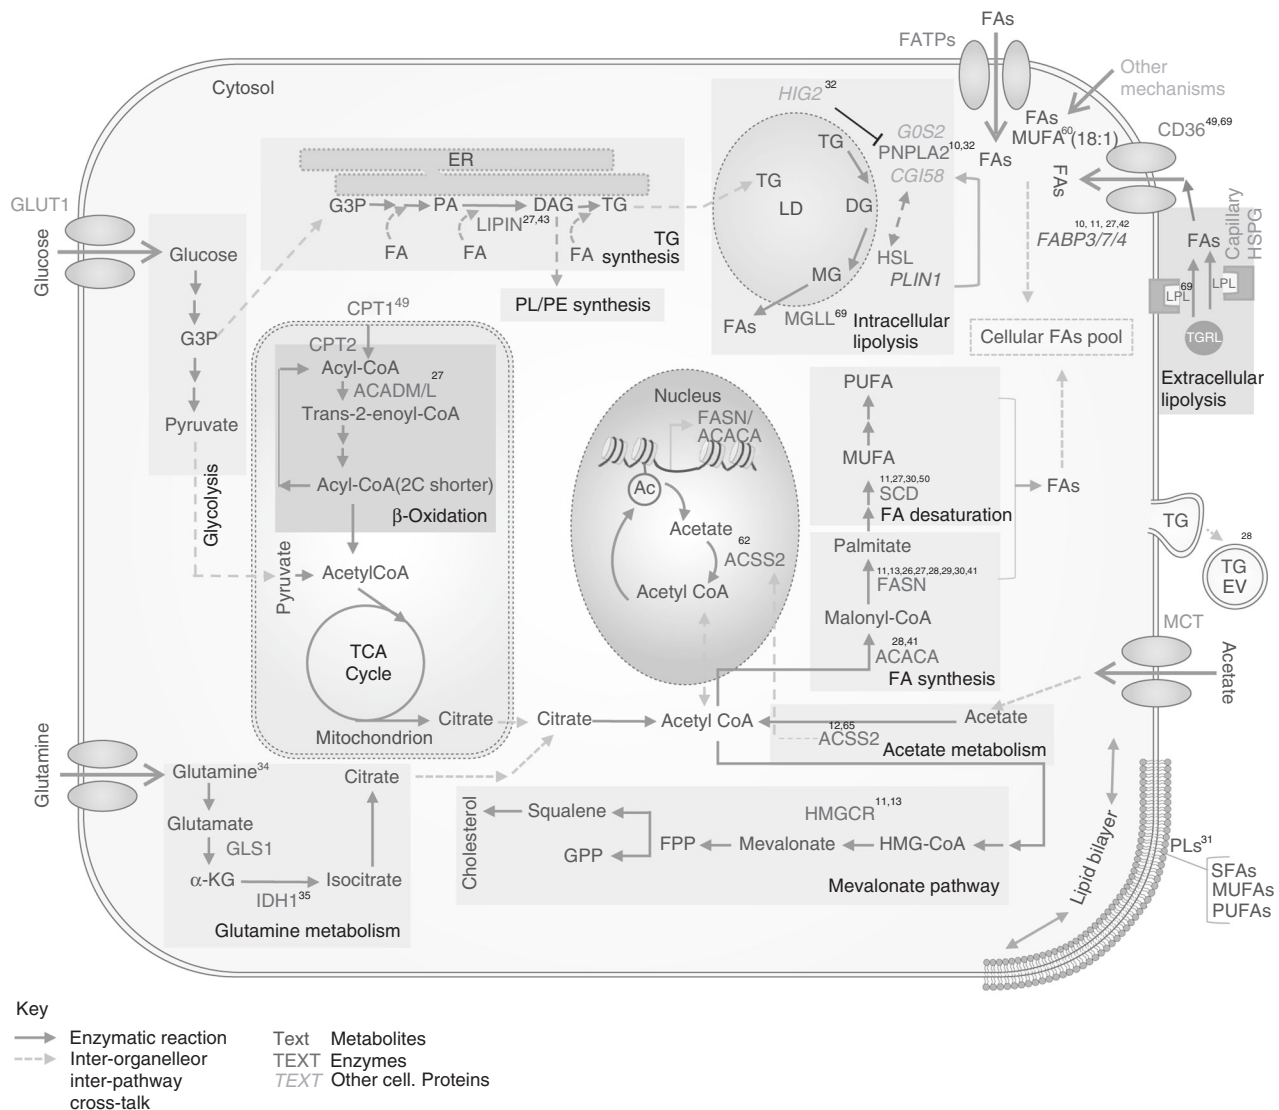 FAs
FATPs
Other
mechanisms
Cytosol
HIG2 32
FAs
MUFA60 (18:1)
CD36 49,69
G0S2
PNPLA2 10,32
CGI58
TG
FAs
FAs
ER
TG
LD
DG
GLUT1
G3P
PA
DAG
TG
LIPIN 27,43
TG
synthesis
FA
FA
FA
10, 11, 27,42
FABP3/7/4
FAs
Capillary
HSPG
Glucose
Glucose
HSL
PLIN1
MG
LPL
69
LPL
PL/PE synthesis
CPT1 49
MGLL 69
Intracellular
lipolysis
FAs
Cellular FAs pool
TGRL
G3P
CPT2
Acyl-CoA
27
ACADM/L
Trans-2-enoyl-CoA
Extracellular
lipolysis
Nucleus
PUFA
FASN/
ACACA
Pyruvate
MUFA
Acyl-CoA(2C shorter)
β-Oxidation
Ac
11,27,30,50
SCD
FA desaturation
FAs
Glycolysis
Acetate
62
ACSS2
TG
28
TG
EV
Palmitate
11,13,26,27,28,29,30,41
FASN
Pyruvate
AcetylCoA
Acetyl CoA
Malonyl-CoA
MCT
28,41
ACACA
FA synthesis
TCA
Cycle
Acetate
Citrate
Citrate
Acetyl CoA
Acetate
Mitochondrion
12,65
ACSS2
Acetate metabolism
Glutamine
Glutamine34
Citrate
Glutamate
GLS1
α-KG
Isocitrate
IDH1 35
Glutamine metabolism
Cholesterol
Squalene
GPP
FPP
Mevalonate
HMGCR 11,13
HMG-CoA
Mevalonate pathway
Lipid bilayer
PLs31
SFAs
MUFAs
PUFAs
Key
Enzymatic reaction
Inter-organelleor
inter-pathway
cross-talk
Text Metabolites
TEXT Enzymes
TEXT Other cell. Proteins